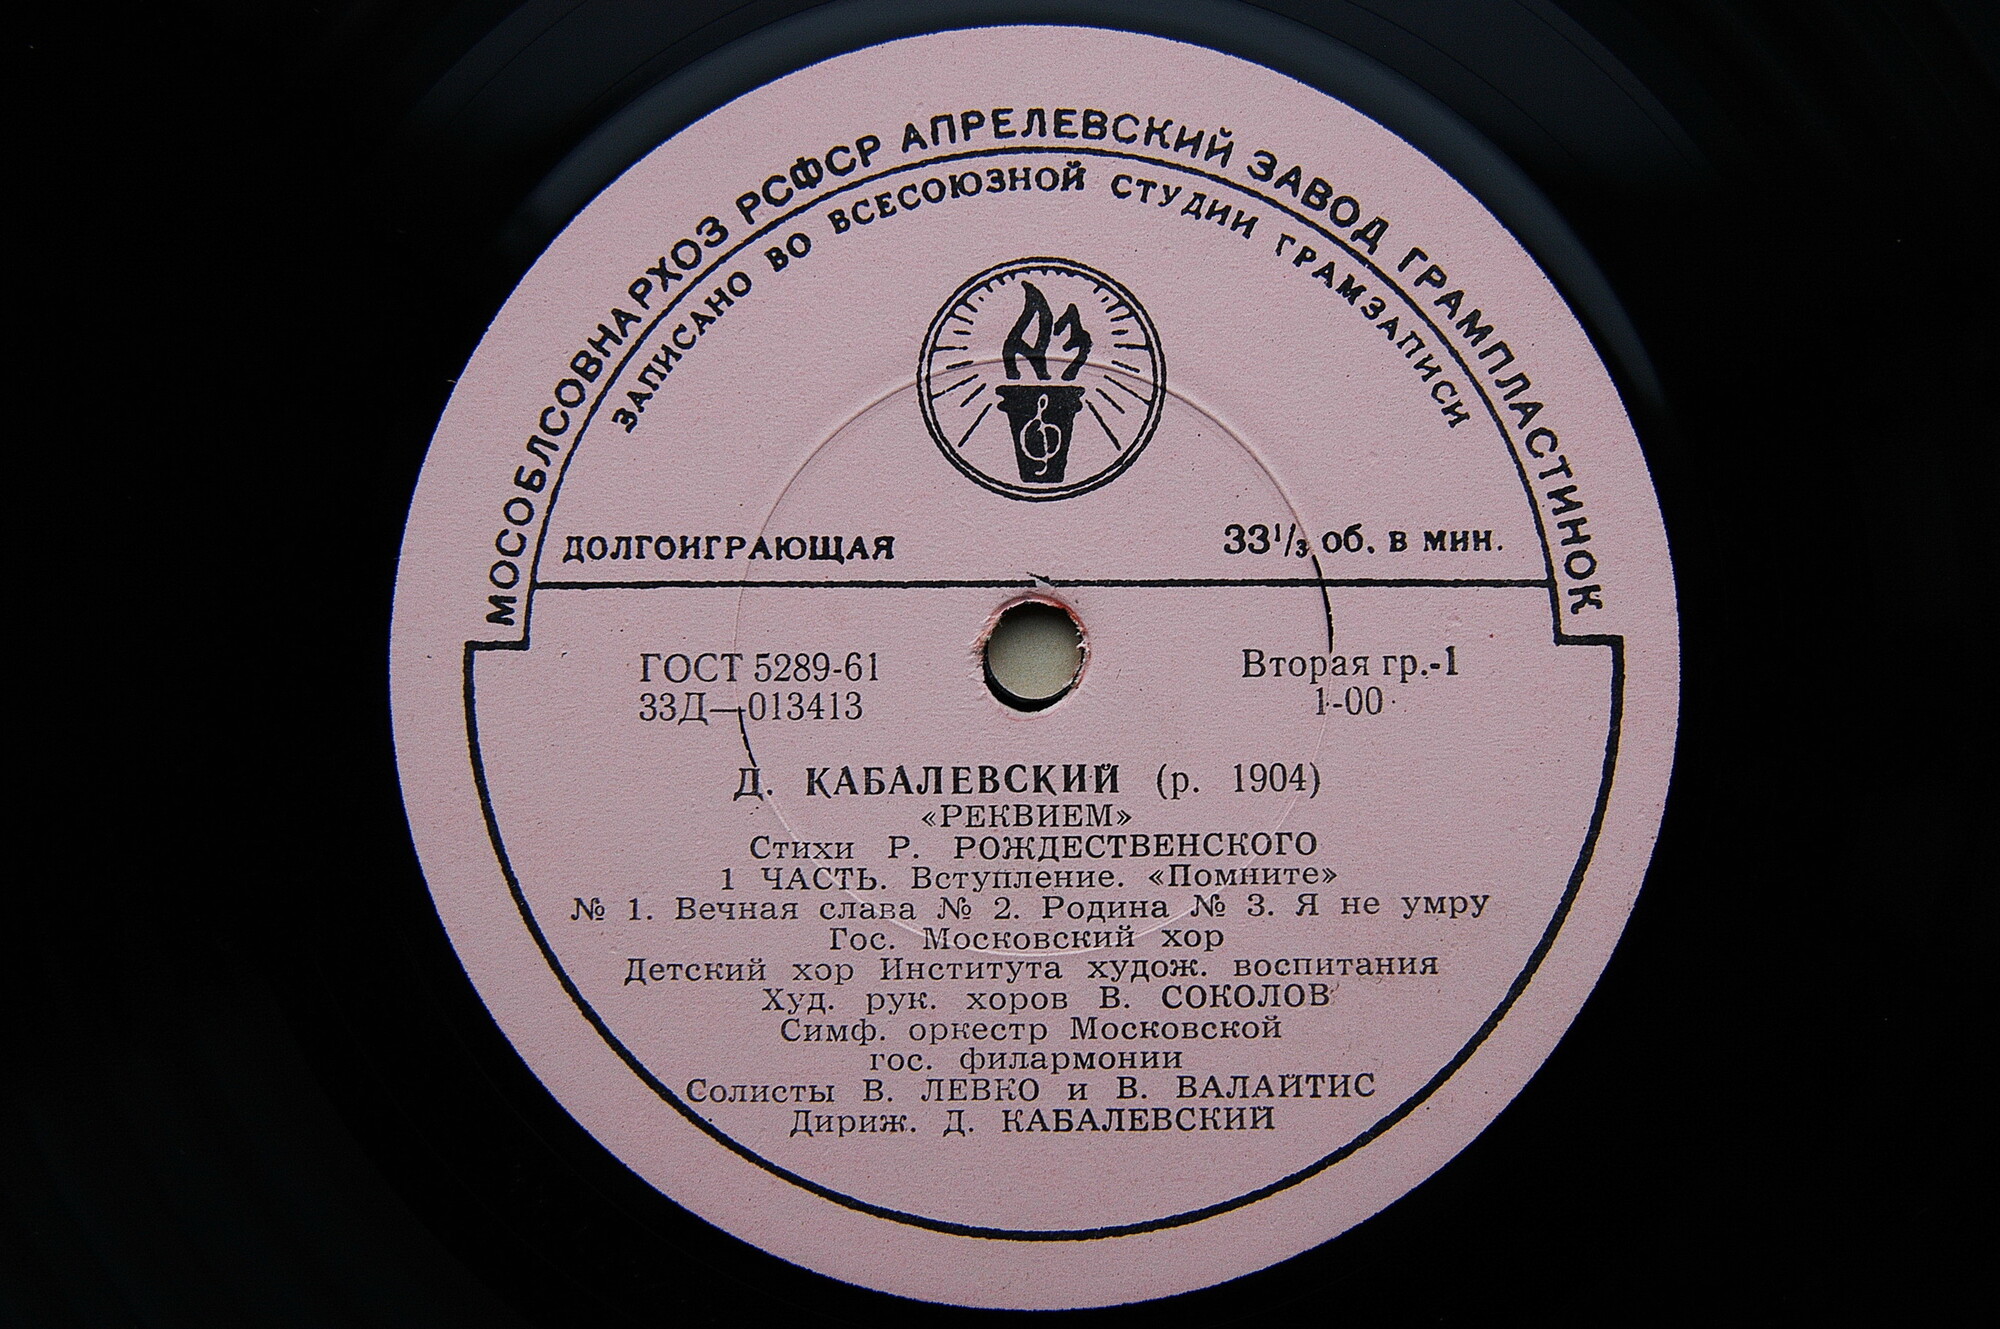 МОСОБЛСОВНАРХОЗ РСФСР АПРЕЛЕВСКИЙ ЗАВОД ГРАМПЛАСТИНОК
ЗАПИСАНО ВО ВСЕСОЮЗНОЙ СТУДИИ ГРАМЗАПИСИ
АЗ
ДОЛГОИГРАЮЩАЯ 33 1/3 об. в мин.
ГОСТ 5289-61 Вторая гр.-1
33Д—013413 1-00
Д. КАБАЛЕВСКИЙ (р. 1904)
«РЕКВИЕМ»
Стихи Р. РОЖДЕСТВЕНСКОГО
1 ЧАСТЬ. Вступление. «Помните»
№ 1. Вечная слава № 2. Родина № 3. Я не умру
Гос. Московский хор
Детский хор Института худож. воспитания
Худ. рук. хоров В. СОКОЛОВ
Симф. оркестр Московской
гос. филармонии
Солисты В. ЛЕВКО и В. ВАЛАЙТИС
Дириж. Д. КАБАЛЕВСКИЙ